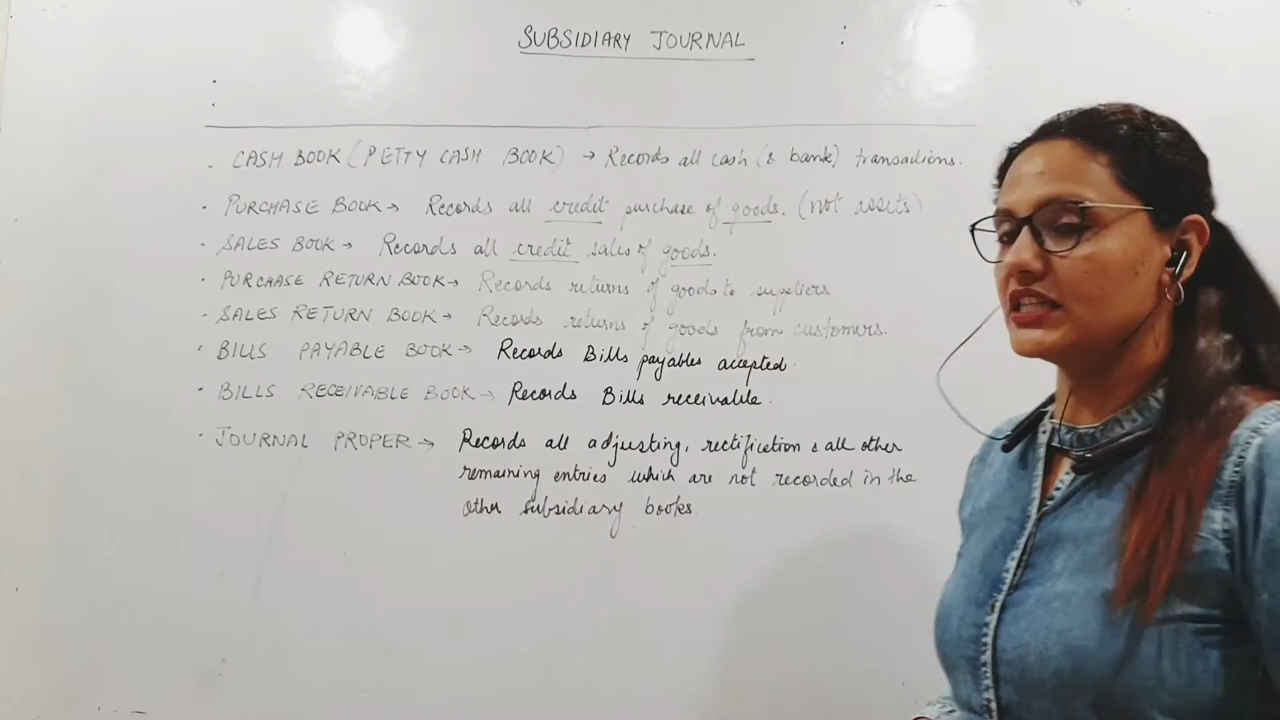 SUBSIDIARY JOURNAL
CASH BOOK (PETTY CASH BOOK) → Records all cash (& bank) transactions.
PURCHASE BOOK → Records all credit purchase of goods. (not assets)
SALES BOOK → Records all credit sales of goods.
PURCHASE RETURN BOOK → Records returns of goods to suppliers
SALES RETURN BOOK → Records returns of goods from customers.
BILLS PAYABLE BOOK → Records Bills payables accepted.
BILLS RECEIVABLE BOOK → Records Bills receivable.
JOURNAL PROPER → Records all adjusting, rectification & all other
remaining entries which are not recorded in the
other subsidiary books